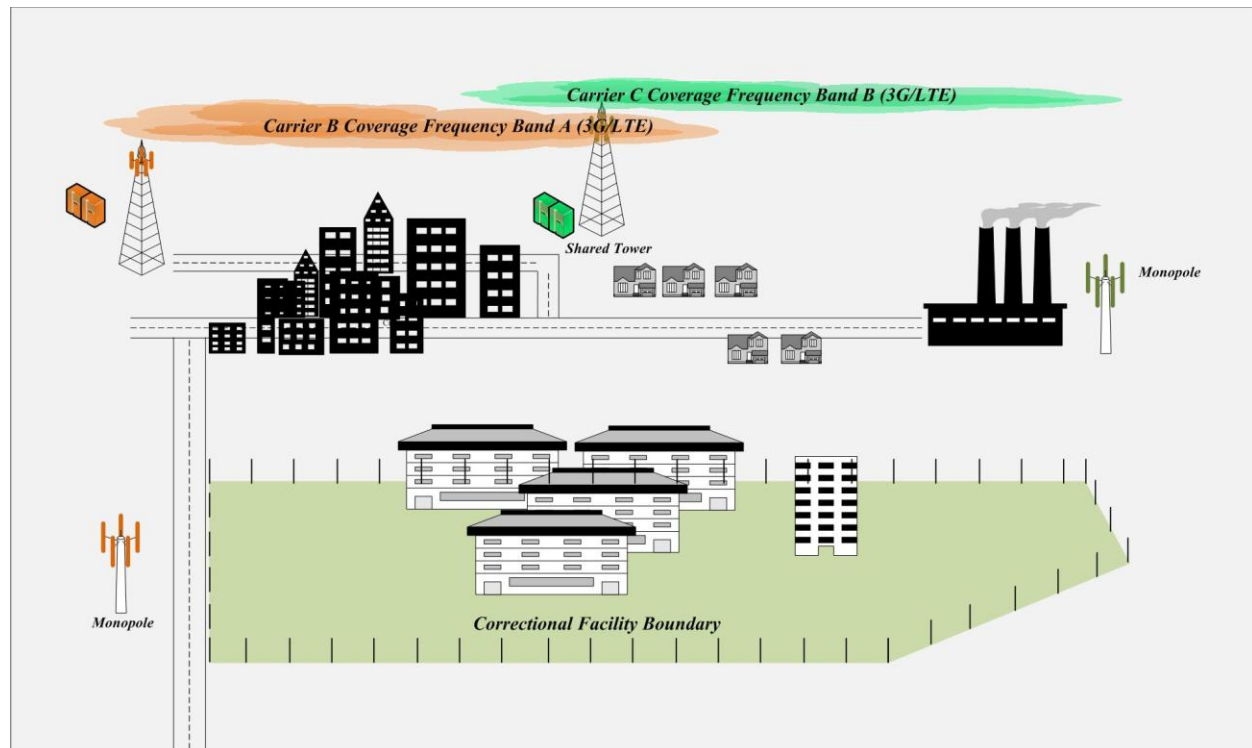 Carrier C Coverage Frequency Band B (3G/LTE)
Carrier B Coverage Frequency Band A (3G/LTE)
Shared Tower
Monopole
Monopole
Correctional Facility Boundary